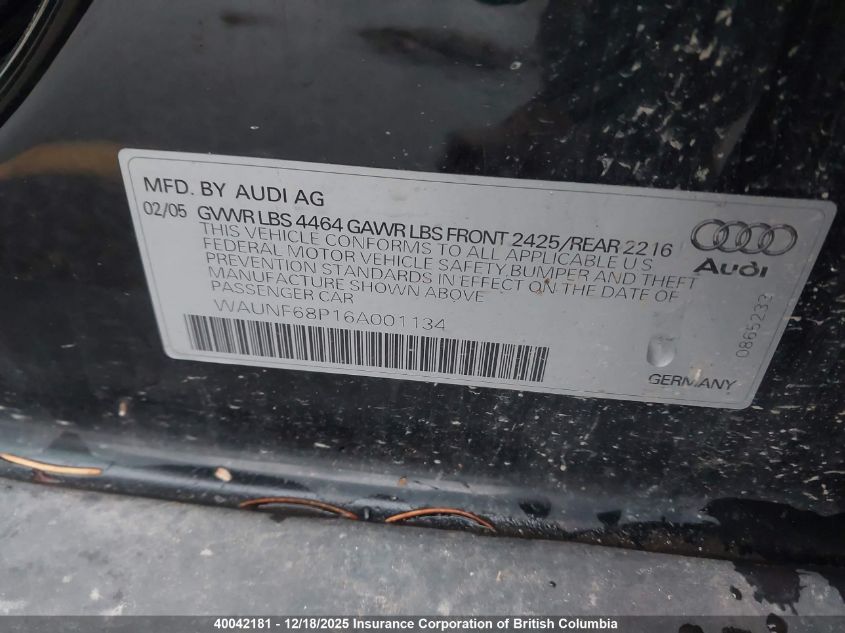 MFD. BY AUDI AG
02/05 GVWR LBS 4464 GAWR LBS FRONT 2425/REAR 2216
THIS VEHICLE CONFORMS TO ALL APPLICABLE U S
FEDERAL MOTOR VEHICLE SAFETY,BUMPER AND THEFT
PREVENTION STANDARDS IN EFFECT ON THE DATE OF
MANUFACTURE SHOWN ABOVE
PASSENGER CAR
WAUNF68P16A001134
Audi
0865233
GERMANY
40042181 - 12/18/2025 Insurance Corporation of British Columbia